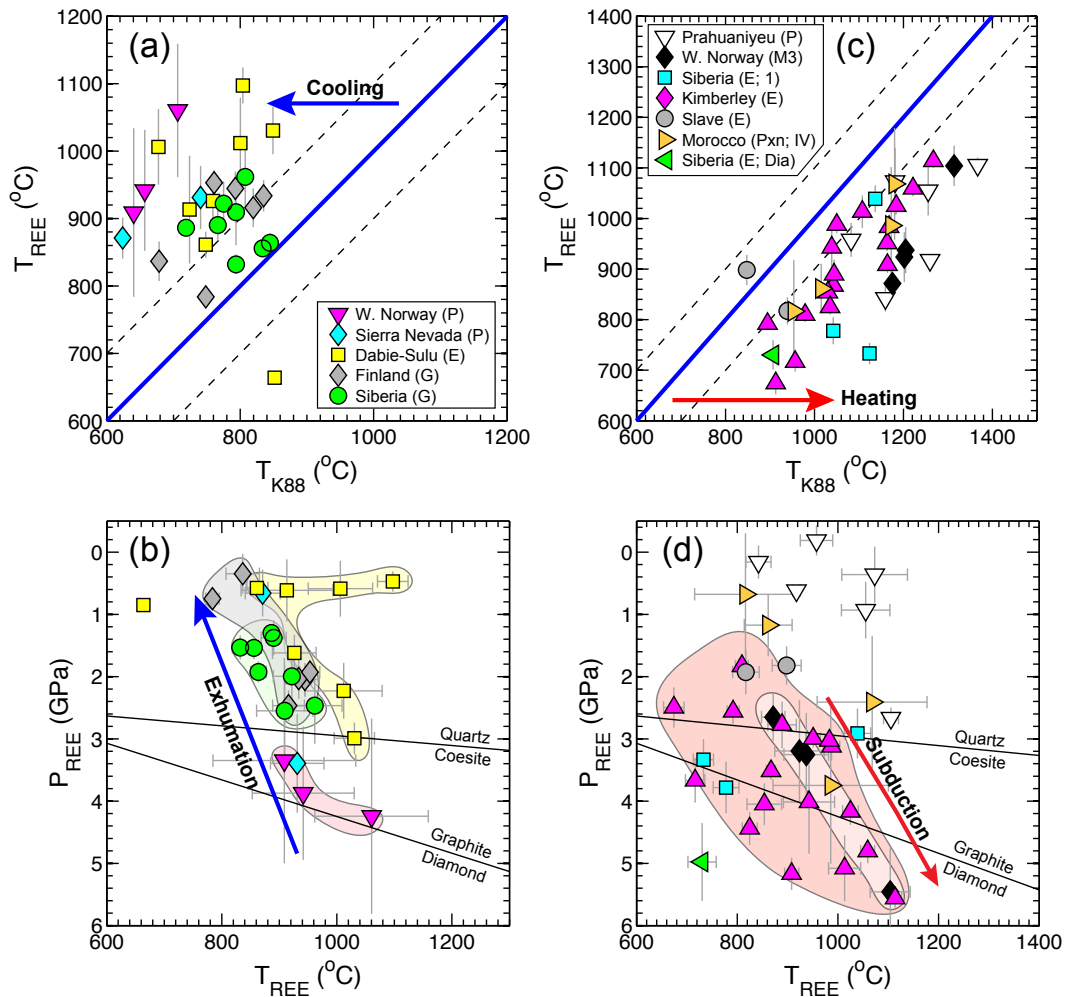 (a)
Cooling
1200
1100
1000
900
800
700
600
T_REE (°C)
600 800 1000 1200
T_K88 (°C)
W. Norway (P)
Sierra Nevada (P)
Dabie-Sulu (E)
Finland (G)
Siberia (G)
(c)
Prahuaniyeu (P)
W. Norway (M3)
Siberia (E; 1)
Kimberley (E)
Slave (E)
Morocco (Pxn; IV)
Siberia (E; Dia)
1400
1300
1200
1100
1000
900
800
700
600
T_REE (°C)
Heating
600 800 1000 1200 1400
T_K88 (°C)
(b)
0
1
2
3
4
5
6
P_REE (GPa)
Exhumation
Quartz
Coesite
Graphite
Diamond
600 800 1000 1200
T_REE (°C)
(d)
0
1
2
3
4
5
6
P_REE (GPa)
Subduction
Quartz
Coesite
Graphite
Diamond
600 800 1000 1200 1400
T_REE (°C)